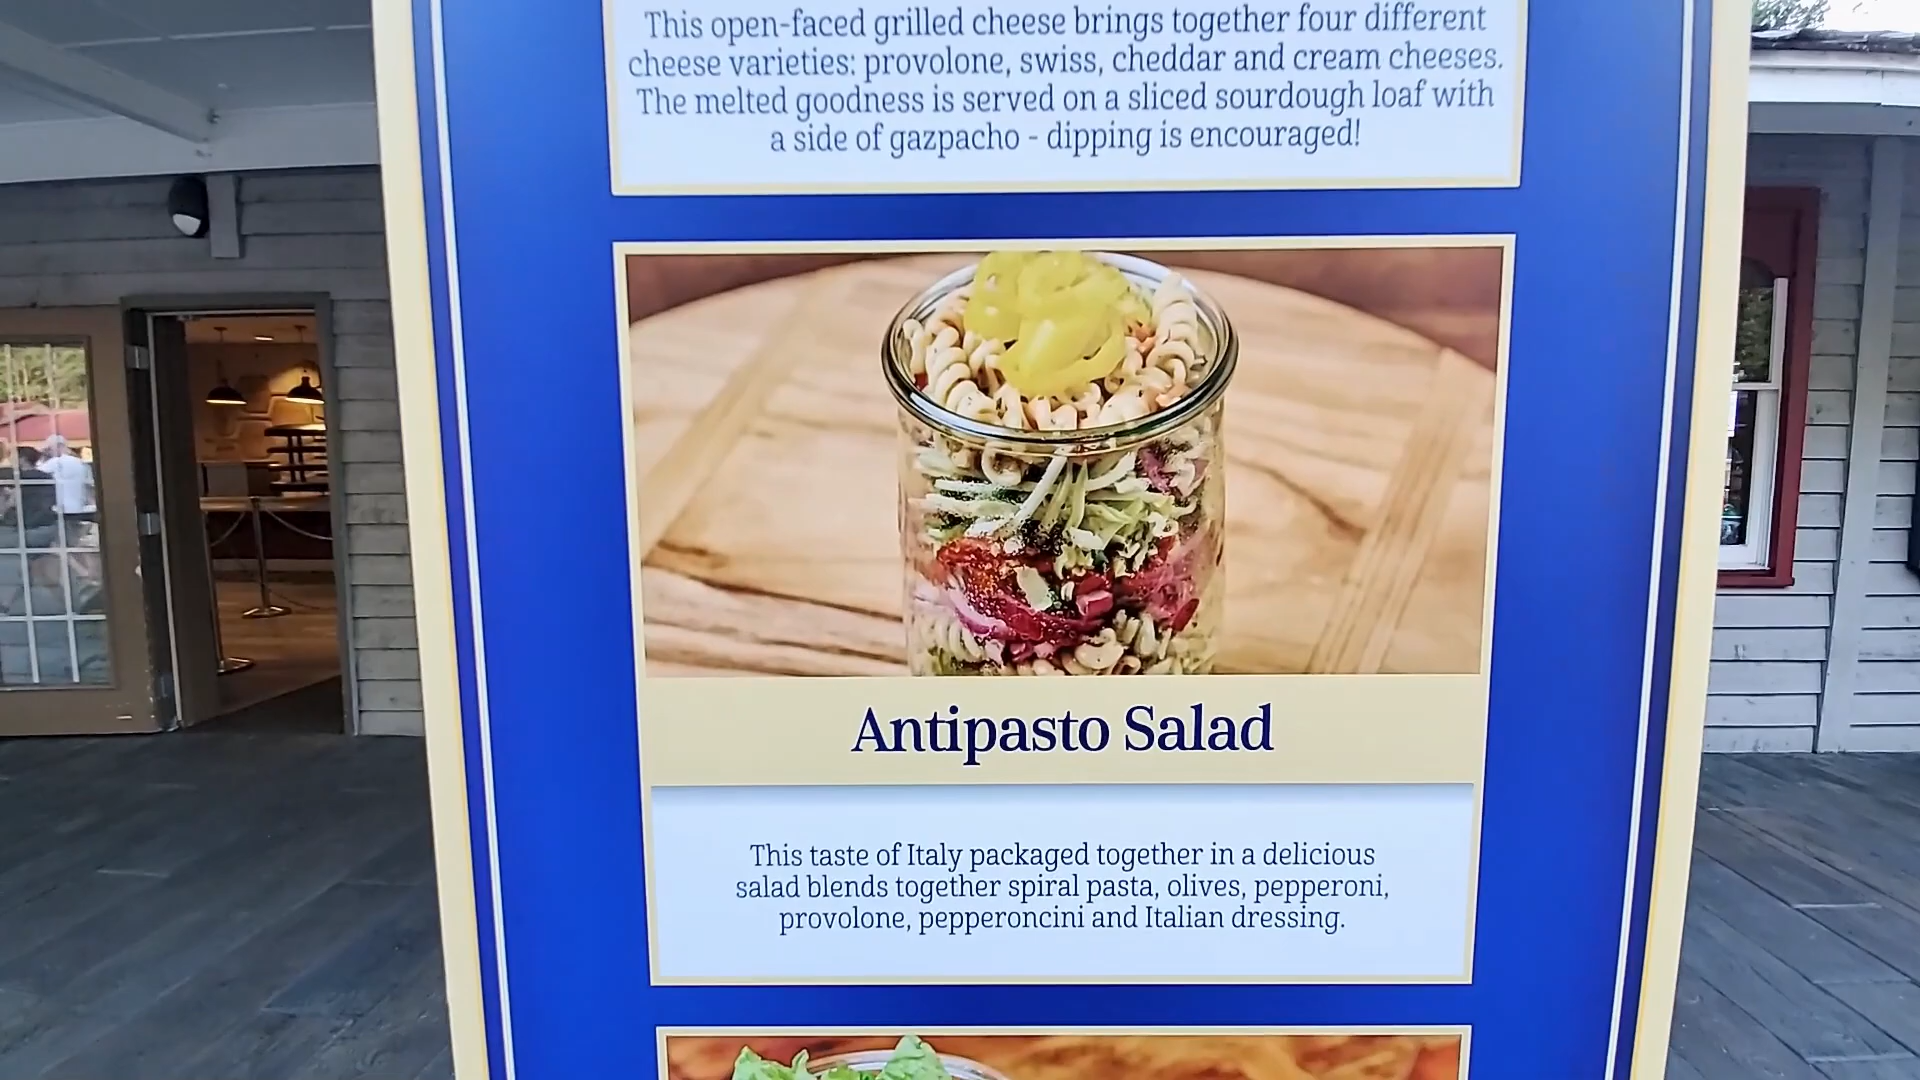 This open-faced grilled cheese brings together four different
cheese varieties: provolone, swiss, cheddar and cream cheeses.
The melted goodness is served on a sliced sourdough loaf with
a side of gazpacho - dipping is encouraged!
Antipasto Salad
This taste of Italy packaged together in a delicious
salad blends together spiral pasta, olives, pepperoni,
provolone, pepperoncini and Italian dressing.